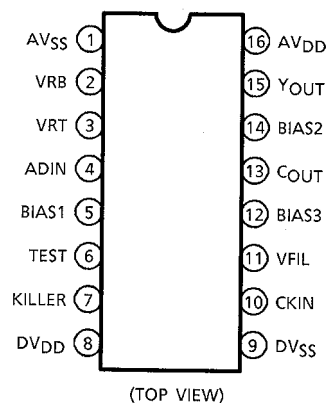 AVSS 1
VRB 2
VRT 3
ADIN 4
BIAS1 5
TEST 6
KILLER 7
DVDD 8
16 AVDD
15 YOUT
14 BIAS2
13 COUT
12 BIAS3
11 VFIL
10 CKIN
9 DVSS
(TOP VIEW)